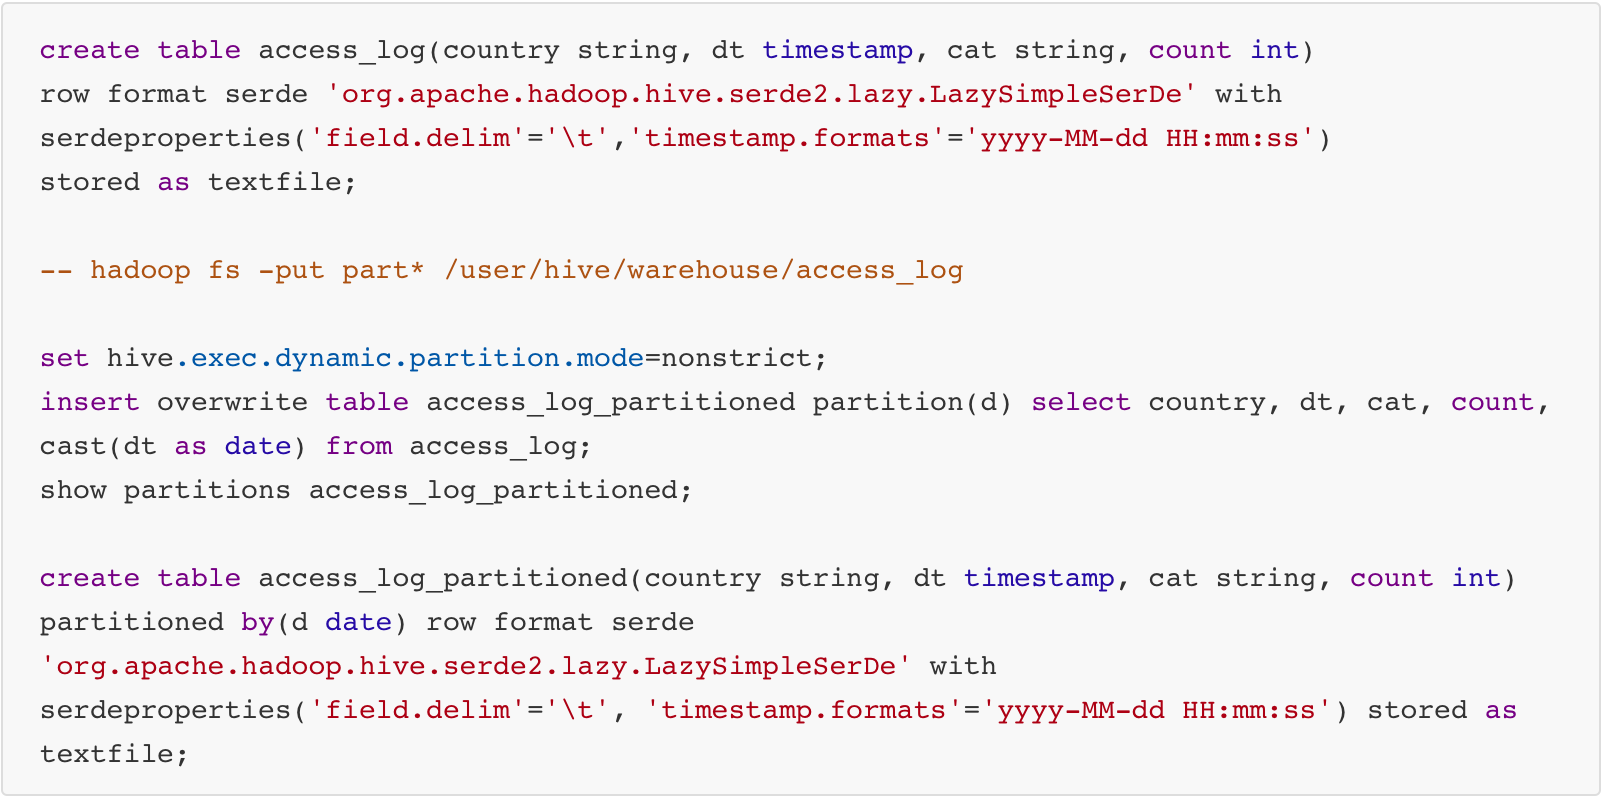 create table access_log(country string, dt timestamp, cat string, count int)
row format serde 'org.apache.hadoop.hive.serde2.lazy.LazySimpleSerDe' with
serdeproperties('field.delim'='\t','timestamp.formats'='yyyy-MM-dd HH:mm:ss')
stored as textfile;
-- hadoop fs -put part* /user/hive/warehouse/access_log
set hive.exec.dynamic.partition.mode=nonstrict;
insert overwrite table access_log_partitioned partition(d) select country, dt, cat, count,
cast(dt as date) from access_log;
show partitions access_log_partitioned;
create table access_log_partitioned(country string, dt timestamp, cat string, count int)
partitioned by(d date) row format serde
'org.apache.hadoop.hive.serde2.lazy.LazySimpleSerDe' with
serdeproperties('field.delim'='\t', 'timestamp.formats'='yyyy-MM-dd HH:mm:ss') stored as
textfile;